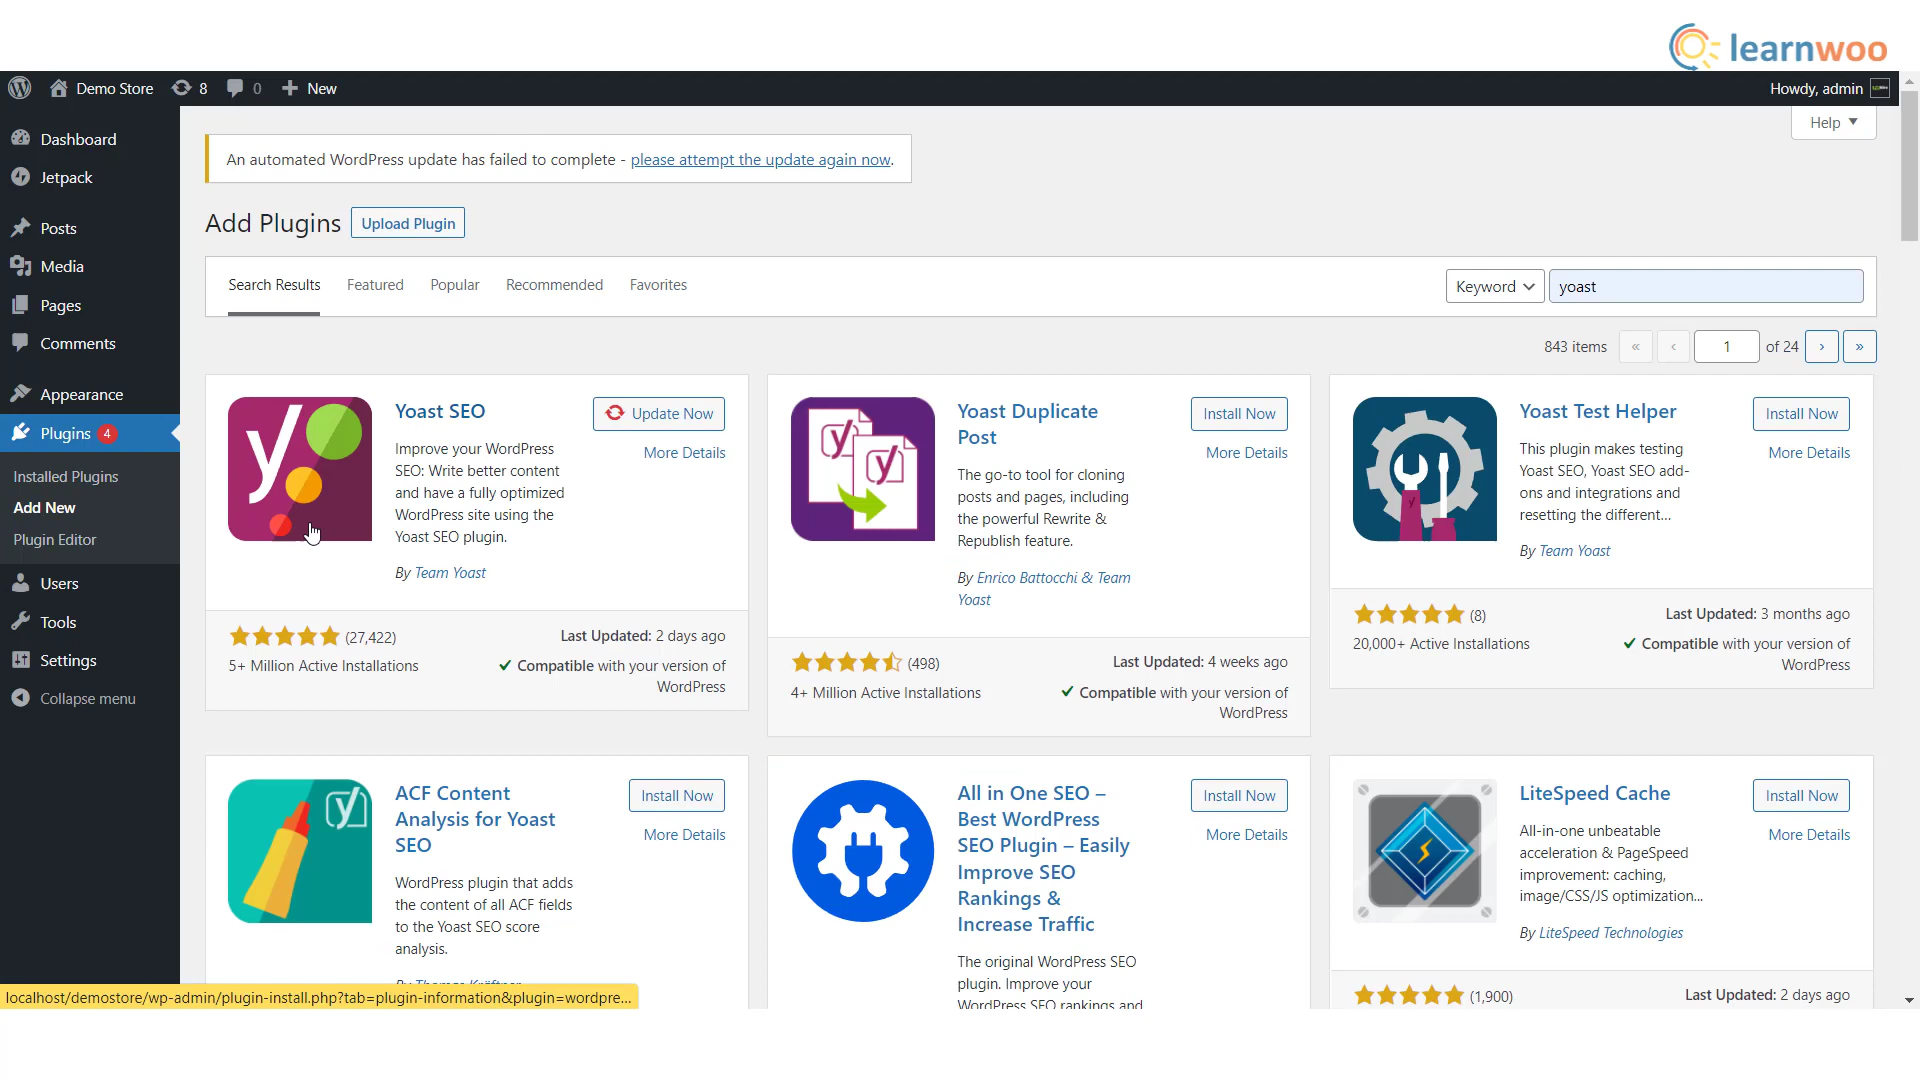 learnwoo
Demo Store 8 0 New Howdy, admin
Help
Dashboard
Jetpack
Posts
Media
Pages
Comments
Appearance
Plugins 4
Installed Plugins
Add New
Plugin Editor
Users
Tools
Settings
Collapse menu
An automated WordPress update has failed to complete - please attempt the update again now.
Add Plugins Upload Plugin
Search Results Featured Popular Recommended Favorites Keyword yoast
843 items « ‹ 1 of 24 › »
Yoast SEO
Update Now
More Details
Improve your WordPress
SEO: Write better content
and have a fully optimized
WordPress site using the
Yoast SEO plugin.
By Team Yoast
(27,422)
Last Updated: 2 days ago
5+ Million Active Installations
Compatible with your version of
WordPress
Yoast Duplicate
Post
Install Now
More Details
The go-to tool for cloning
posts and pages, including
the powerful Rewrite &
Republish feature.
By Enrico Battocchi & Team
Yoast
(498)
Last Updated: 4 weeks ago
4+ Million Active Installations
Compatible with your version of
WordPress
Yoast Test Helper
Install Now
More Details
This plugin makes testing
Yoast SEO, Yoast SEO add-
ons and integrations and
resetting the different...
By Team Yoast
(8)
Last Updated: 3 months ago
20,000+ Active Installations
Compatible with your version of
WordPress
ACF Content
Analysis for Yoast
SEO
Install Now
More Details
WordPress plugin that adds
the content of all ACF fields
to the Yoast SEO score
analysis.
All in One SEO –
Best WordPress
SEO Plugin – Easily
Improve SEO
Rankings &
Increase Traffic
Install Now
More Details
The original WordPress SEO
plugin. Improve your
WordPress SEO rankings and
LiteSpeed Cache
Install Now
More Details
All-in-one unbeatable
acceleration & PageSpeed
improvement: caching,
image/CSS/JS optimization...
By LiteSpeed Technologies
(1,900)
Last Updated: 2 days ago
localhost/demostore/wp-admin/plugin-install.php?tab=plugin-information&plugin=wordpre...